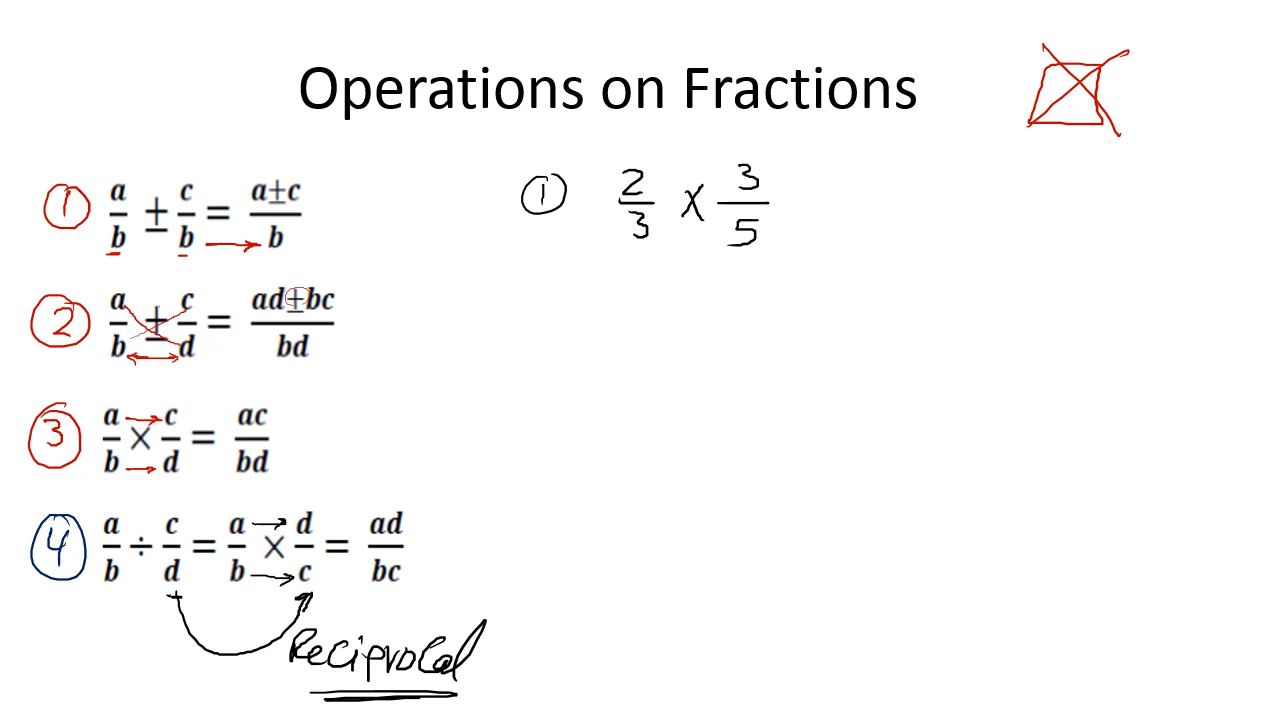 Operations on Fractions
① a/b ± c/b = a±c/b
② a/b ± c/d = ad±bc/bd
③ a/b × c/d = ac/bd
④ a/b ÷ c/d = a/b × d/c = ad/bc
Reciprocal
① 2/3 × 3/5